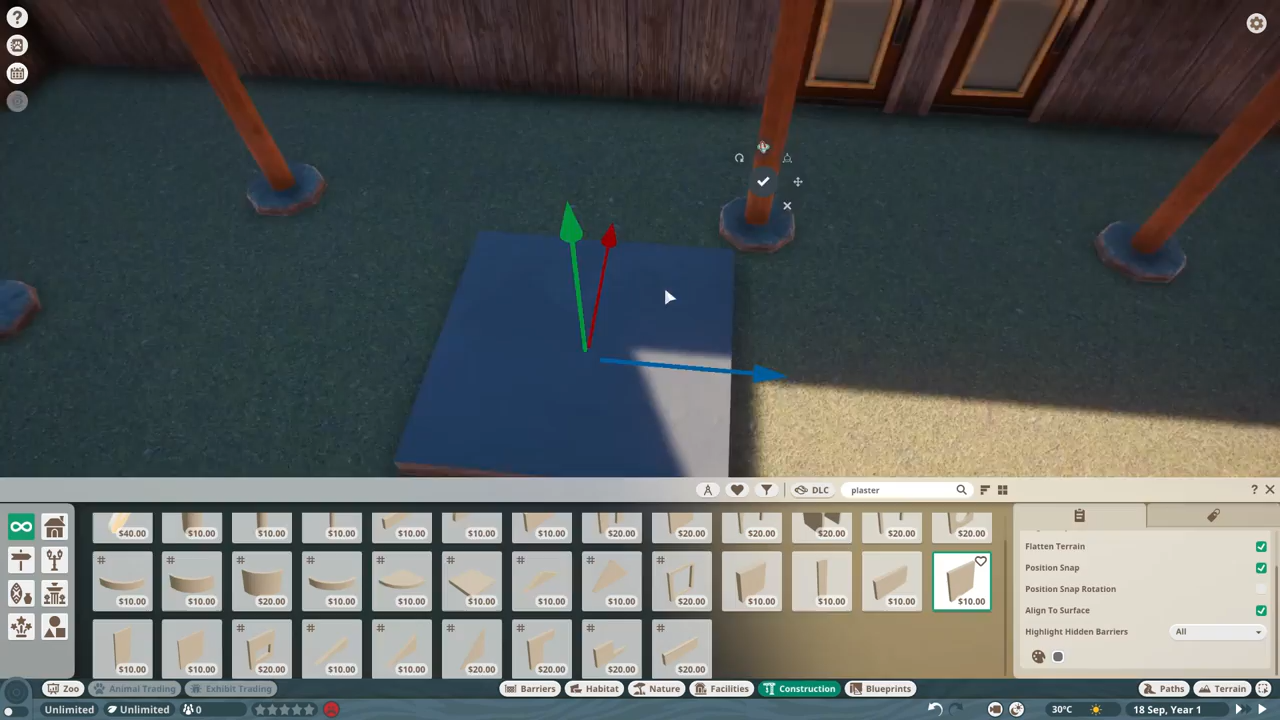 ?
DLC
plaster
? ✕
$40.00 $10.00 $10.00 $10.00 $10.00 $10.00 $10.00 $20.00 $20.00 $20.00 $20.00 $20.00 $20.00
# $10.00 # $10.00 # $20.00 # $10.00 # $10.00 # $10.00 # $10.00 # $10.00 # $20.00 $10.00 $10.00 $10.00 $10.00
$10.00 $10.00 # $20.00 # $10.00 # $10.00 # $10.00 # $20.00 # $20.00 # $20.00
Flatten Terrain
Position Snap
Position Snap Rotation
Align To Surface
Highlight Hidden Barriers All
Zoo Animal Trading Exhibit Trading Barriers Habitat Nature Facilities Construction Blueprints Paths Terrain
Unlimited Unlimited 0 30°C 18 Sep, Year 1